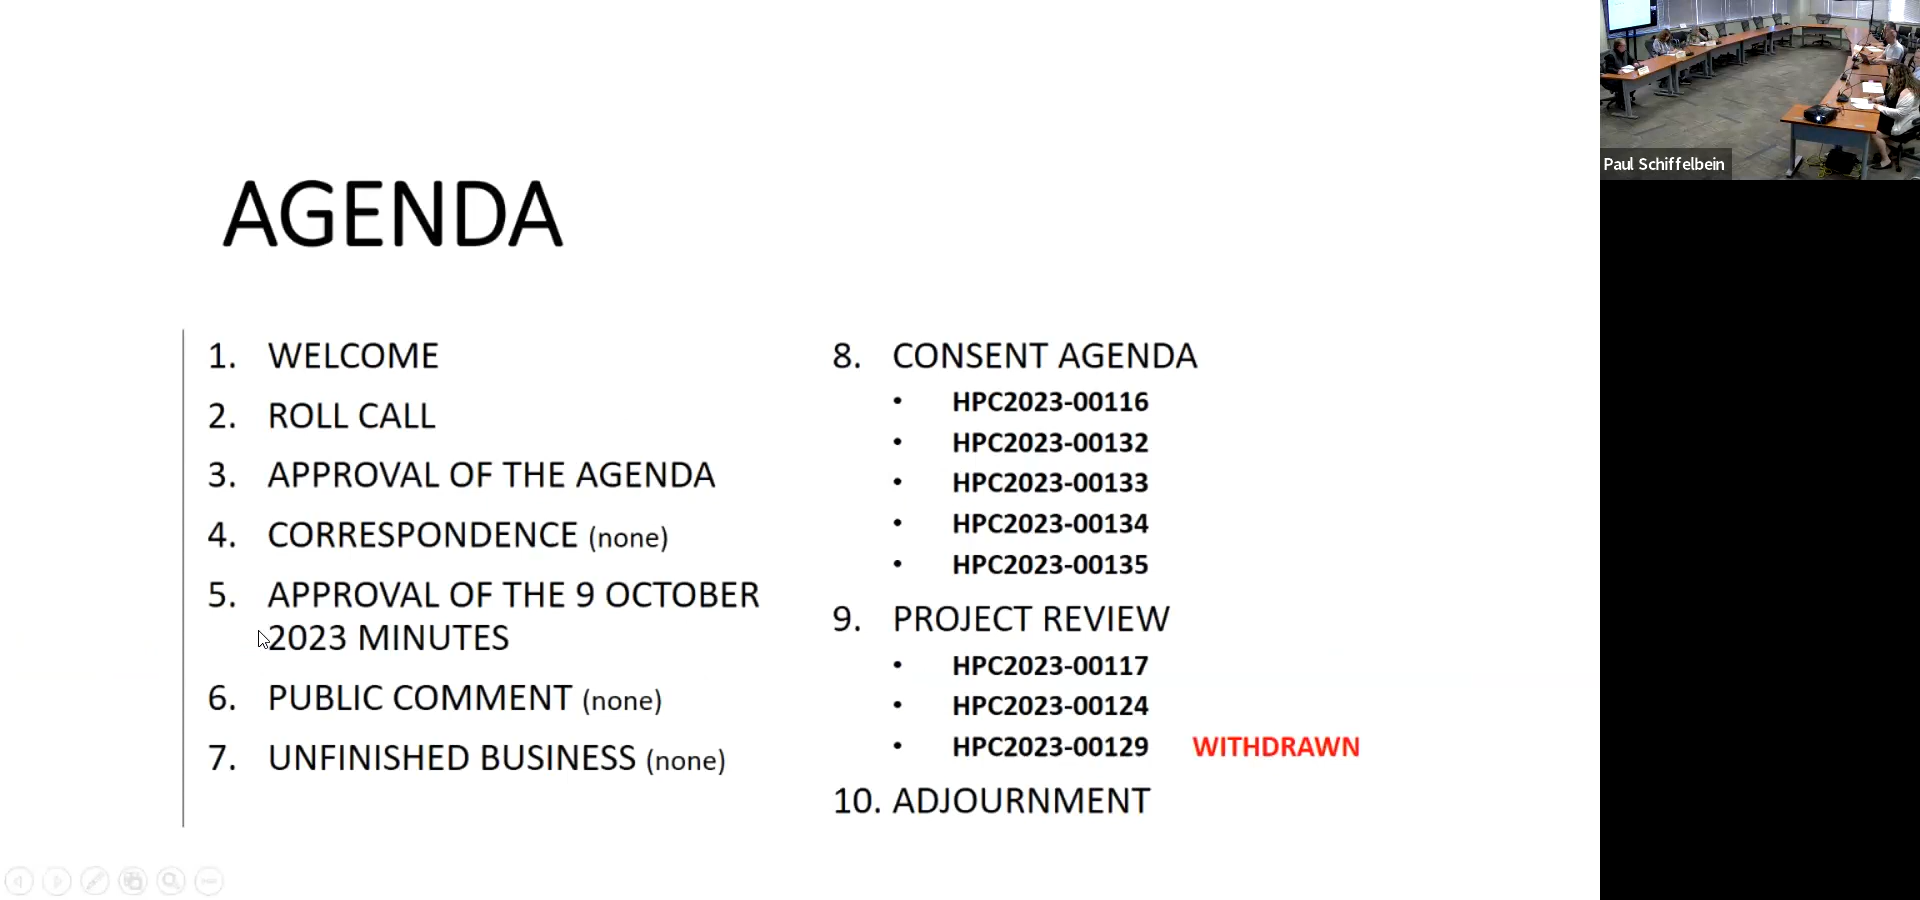 AGENDA
1. WELCOME
2. ROLL CALL
3. APPROVAL OF THE AGENDA
4. CORRESPONDENCE (none)
5. APPROVAL OF THE 9 OCTOBER
2023 MINUTES
6. PUBLIC COMMENT (none)
7. UNFINISHED BUSINESS (none)
8. CONSENT AGENDA
• HPC2023-00116
• HPC2023-00132
• HPC2023-00133
• HPC2023-00134
• HPC2023-00135
9. PROJECT REVIEW
• HPC2023-00117
• HPC2023-00124
• HPC2023-00129 WITHDRAWN
10. ADJOURNMENT
Paul Schiffelbein